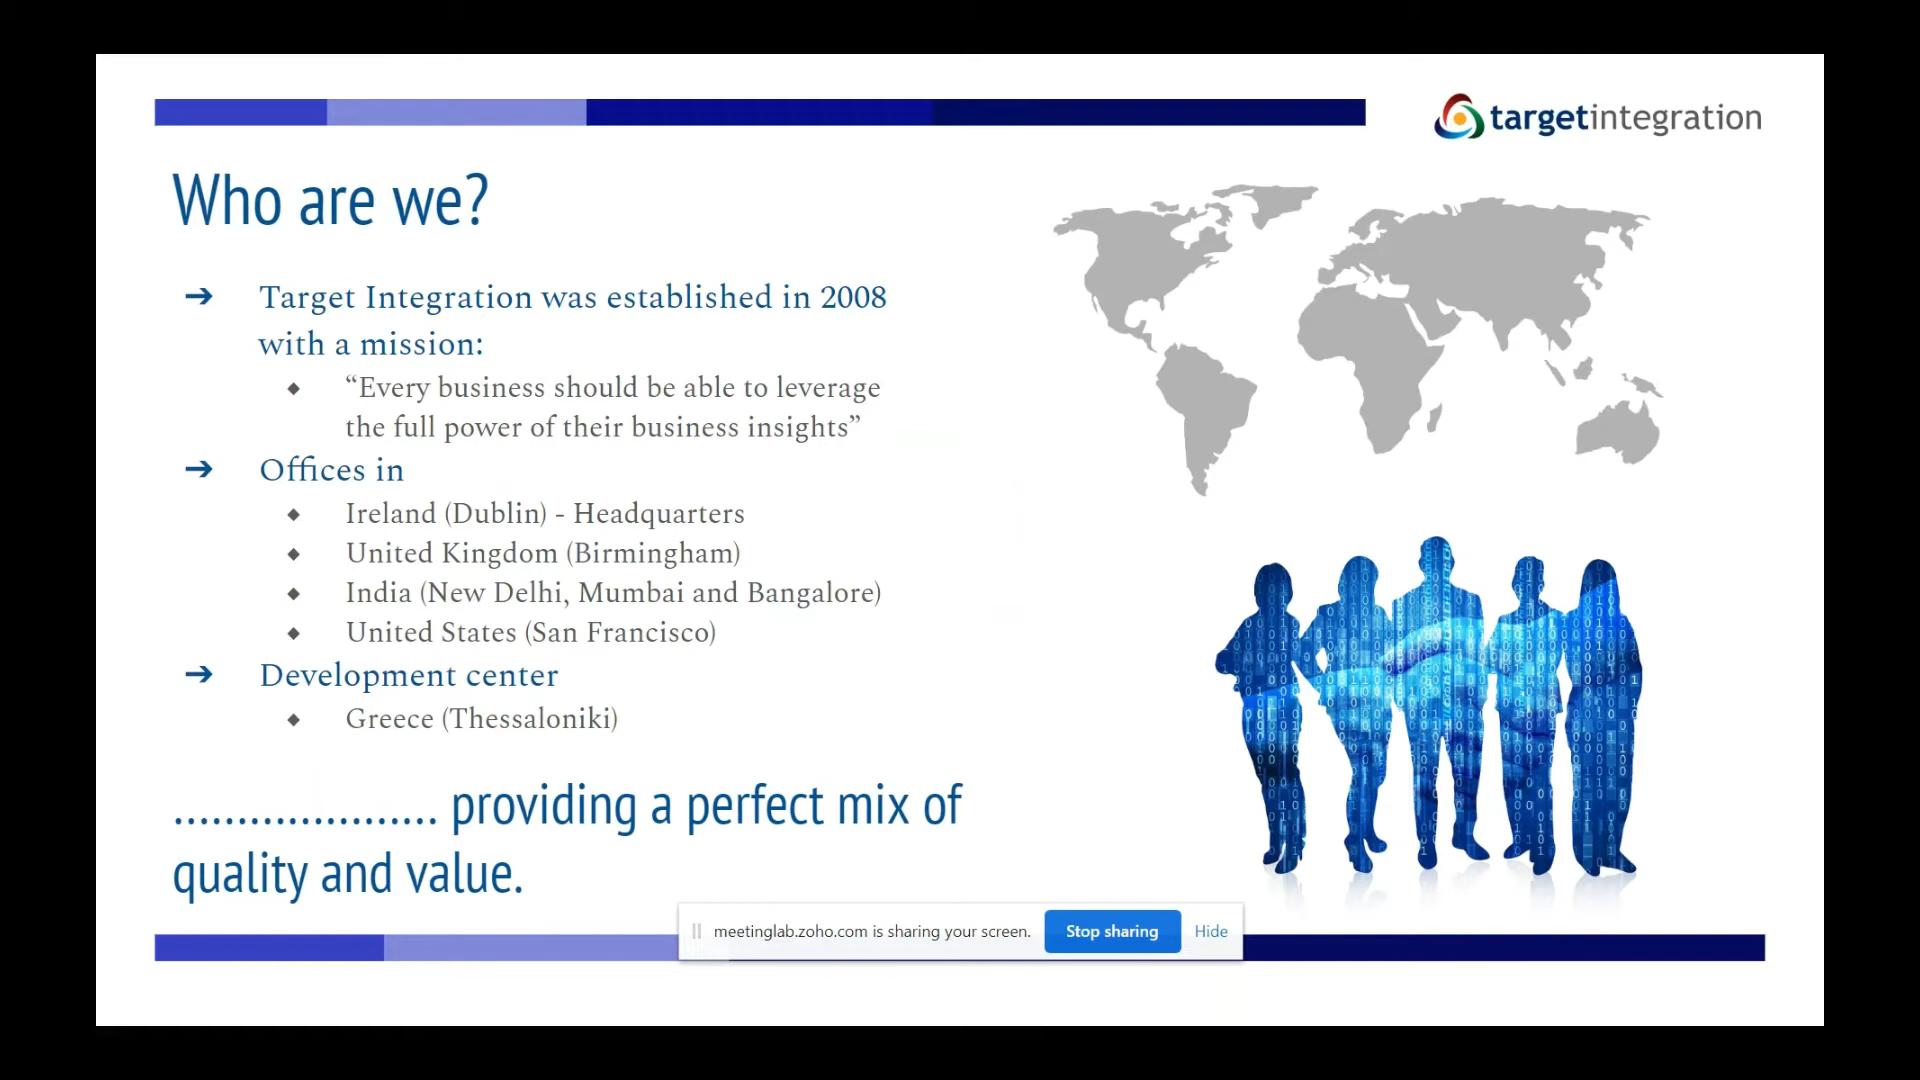 targetintegration
Who are we?
➔ Target Integration was established in 2008
with a mission:
◆ “Every business should be able to leverage
the full power of their business insights”
➔ Offices in
◆ Ireland (Dublin) - Headquarters
◆ United Kingdom (Birmingham)
◆ India (New Delhi, Mumbai and Bangalore)
◆ United States (San Francisco)
➔ Development center
◆ Greece (Thessaloniki)
..................... providing a perfect mix of
quality and value.
meetinglab.zoho.com is sharing your screen. Stop sharing Hide